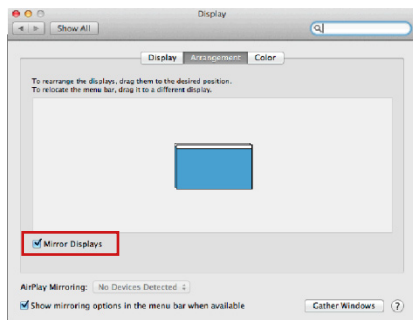 Display
Show All
Display Arrangement Color
To rearrange the displays, drag them to the desired position.
To relocate the menu bar, drag it to a different display.
Mirror Displays
AirPlay Mirroring: No Devices Detected
Show mirroring options in the menu bar when available
Gather Windows ?